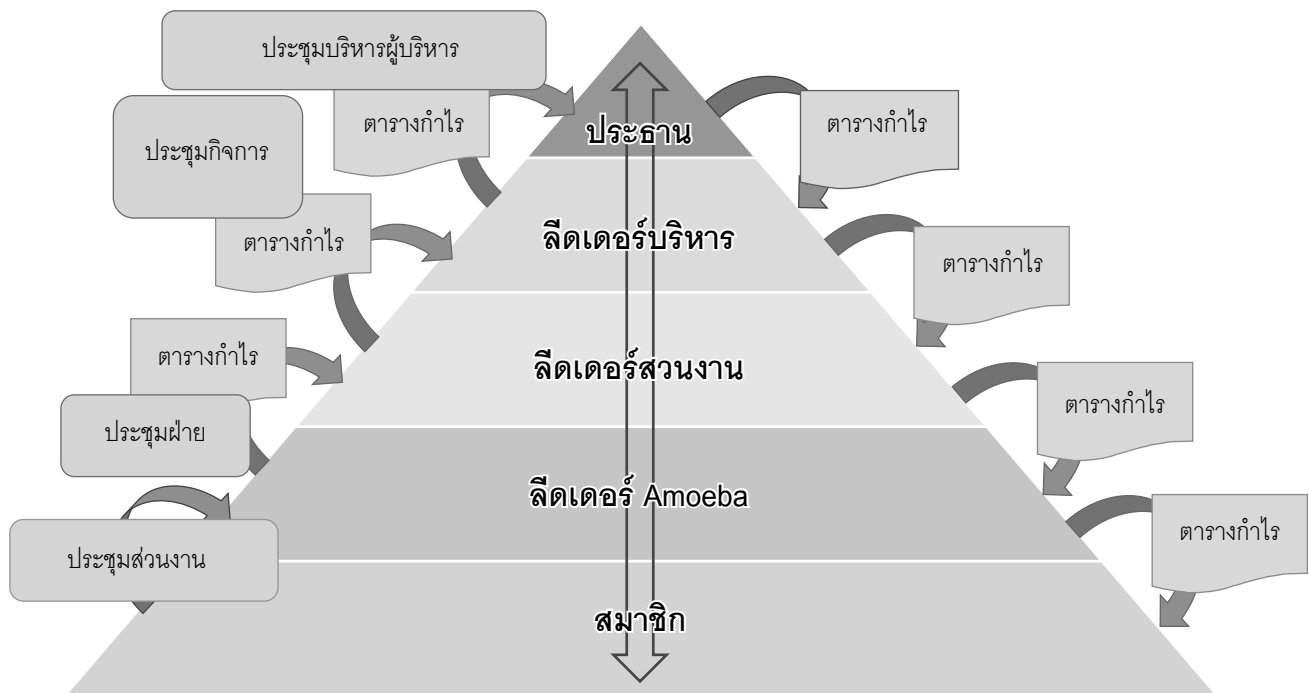 ประชุมบริหารผู้บริหาร
ตารางกำไร
ประธาน
ตารางกำไร
ประชุมกิจการ
ตารางกำไร
ลีดเดอร์บริหาร
ตารางกำไร
ตารางกำไร
ลีดเดอร์สวนงาน
ตารางกำไร
ประชุมฝ่าย
ลีดเดอร์ Amoeba
ตารางกำไร
ประชุมส่วนงาน
สมาชิก